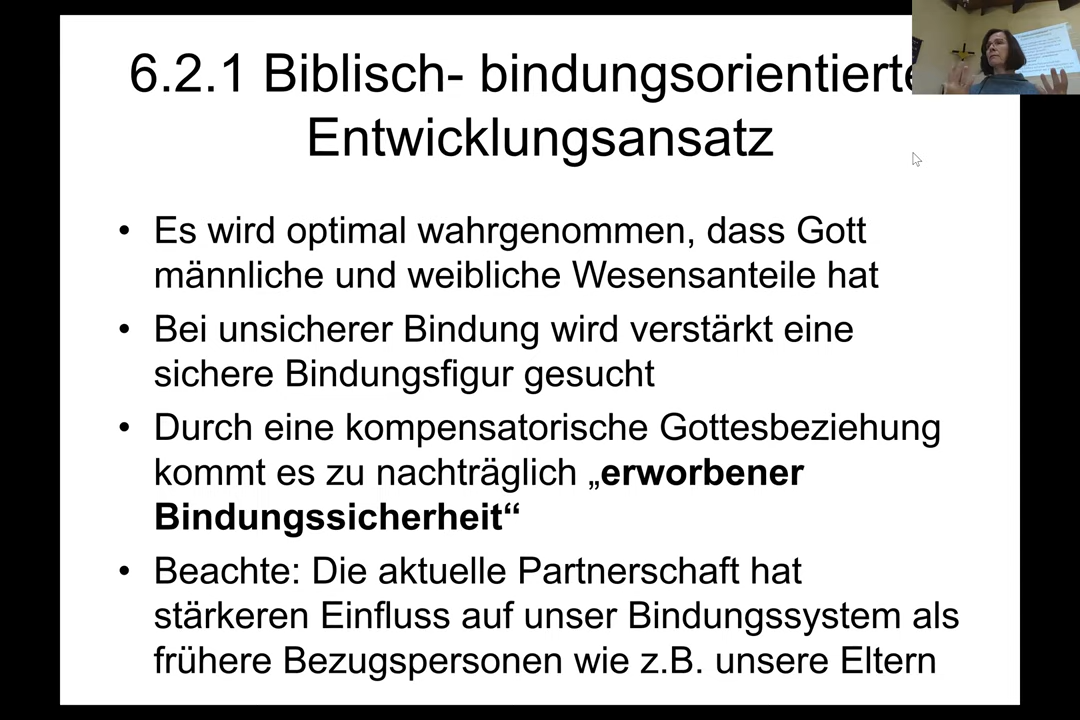 6.2.1 Biblisch- bindungsorientierte
Entwicklungsansatz
• Es wird optimal wahrgenommen, dass Gott
männliche und weibliche Wesensanteile hat
• Bei unsicherer Bindung wird verstärkt eine
sichere Bindungsfigur gesucht
• Durch eine kompensatorische Gottesbeziehung
kommt es zu nachträglich „erworbener
Bindungssicherheit“
• Beachte: Die aktuelle Partnerschaft hat
stärkeren Einfluss auf unser Bindungssystem als
frühere Bezugspersonen wie z.B. unsere Eltern